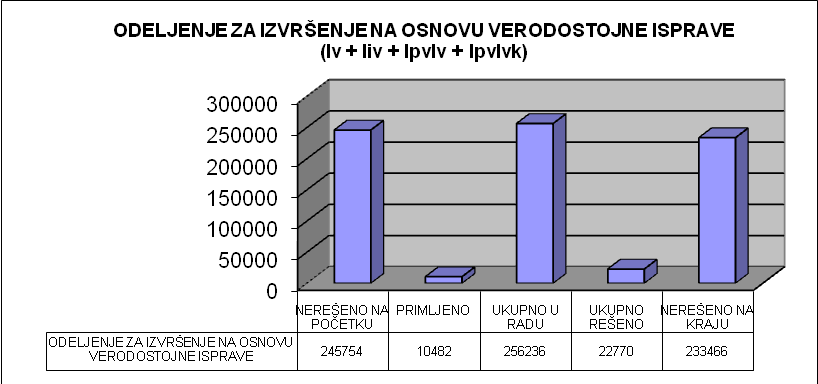 ODELJENJE ZA IZVRŠENJE NA OSNOVU VERODOSTOJNE ISPRAVE
(Iv + Iiv + IpvIv + IpvIvk)
300000
250000
200000
150000
100000
50000
0
NEREŠENO NA POČETKU
PRIMLJENO
UKUPNO U RADU
UKUPNO REŠENO
NEREŠENO NA KRAJU
ODELJENJE ZA IZVRŠENJE NA OSNOVU
VERODOSTOJNE ISPRAVE
245754
10482
256236
22770
233466